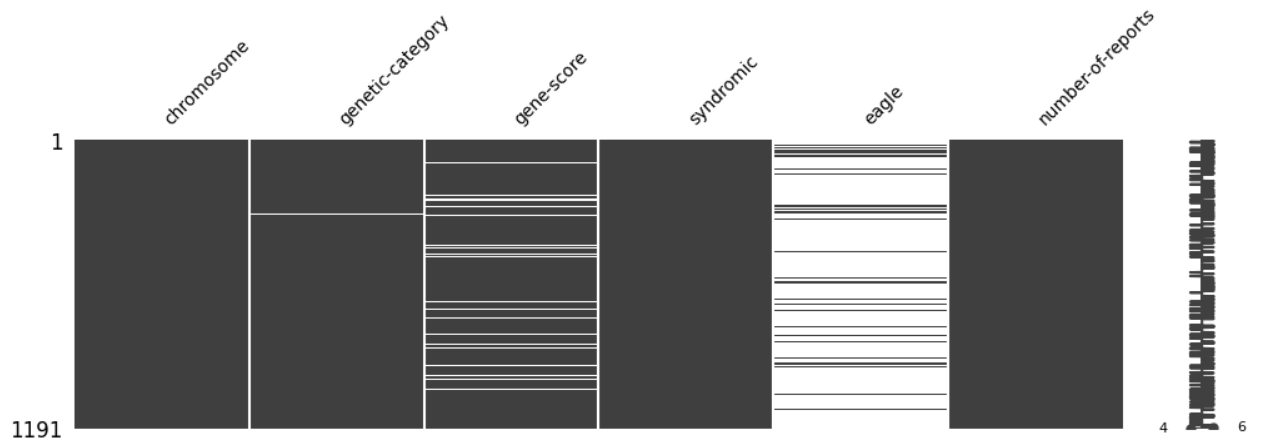 chromosome
genetic-category
gene-score
syndromic
eagle
number-of-reports
1
1191
4
6